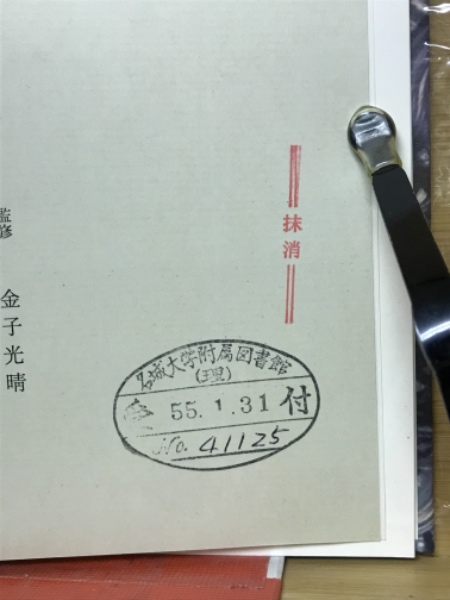 抹消
監修
金子光晴
名城大学附属図書館
(理)
55.1.31 付
No. 41125